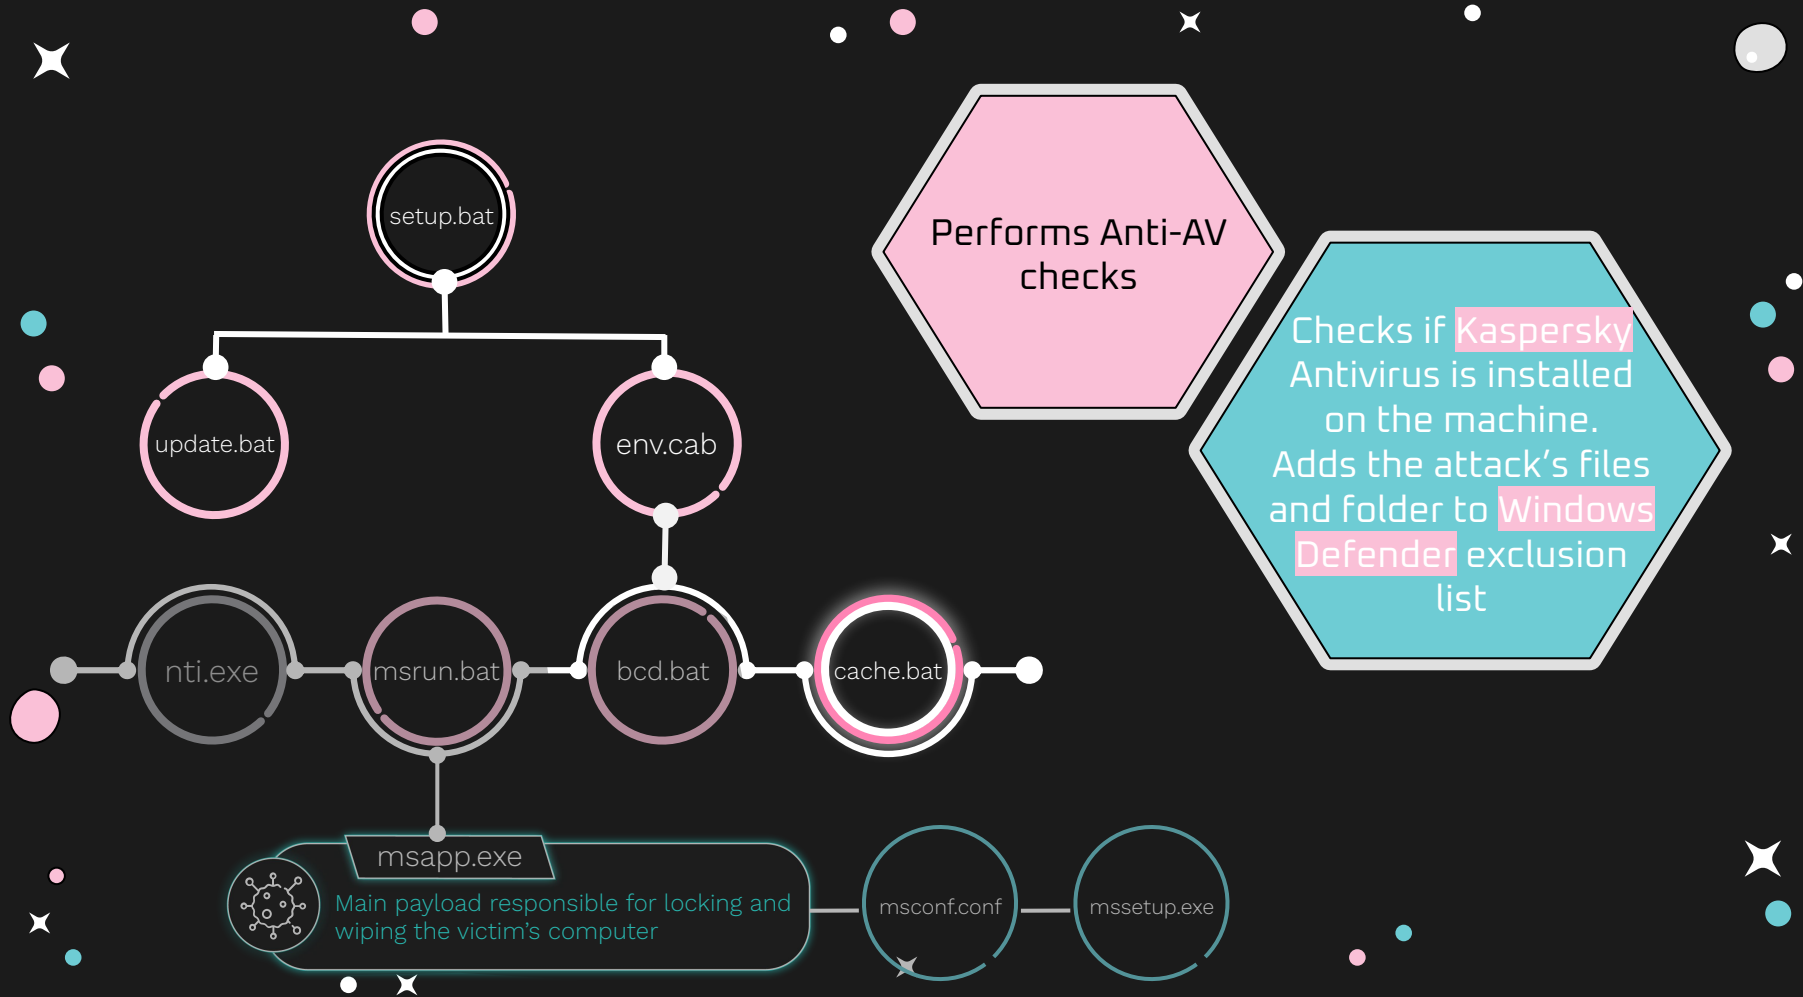 setup.bat
update.bat
env.cab
nti.exe
msrun.bat
bcd.bat
cache.bat
msapp.exe
Main payload responsible for locking and
wiping the victim's computer
msconf.conf
mssetup.exe
Performs Anti-AV
checks
Checks if Kaspersky
Antivirus is installed
on the machine.
Adds the attack's files
and folder to Windows
Defender exclusion
list